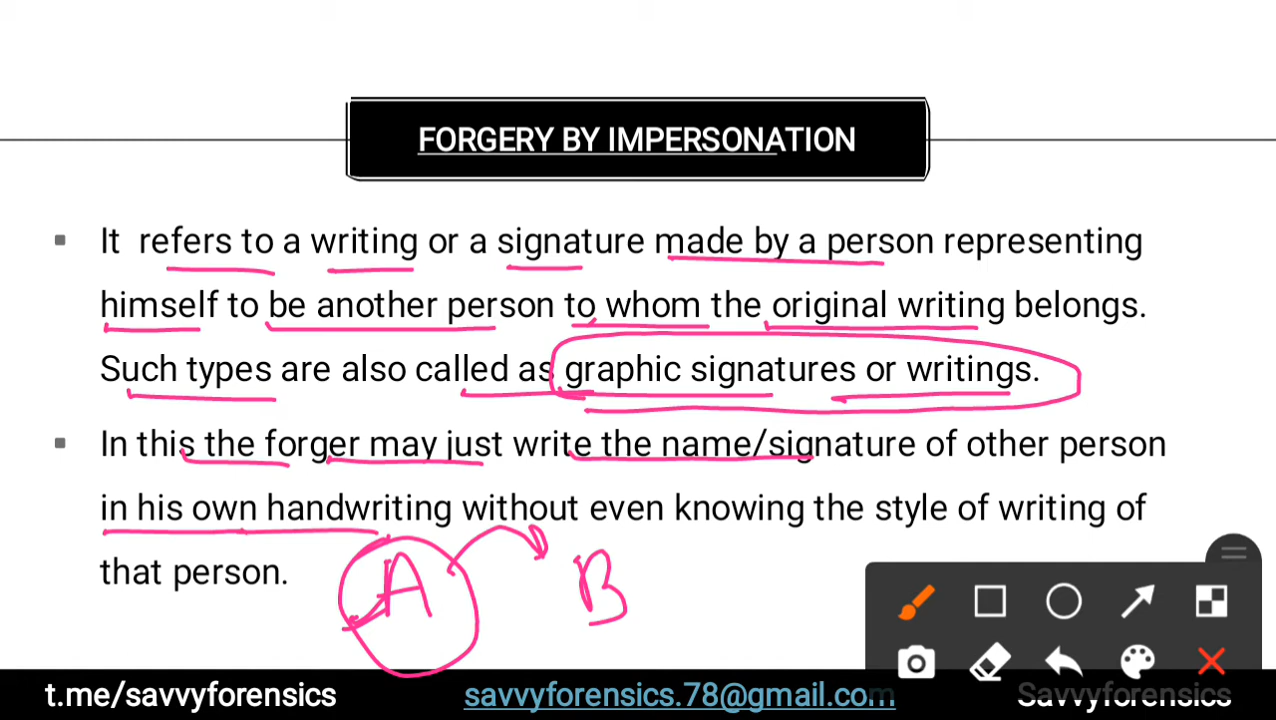 FORGERY BY IMPERSONATION
It refers to a writing or a signature made by a person representing
himself to be another person to whom the original writing belongs.
Such types are also called as graphic signatures or writings.
In this the forger may just write the name/signature of other person
in his own handwriting without even knowing the style of writing of
that person.
A B
t.me/savvyforensics savvyforensics.78@gmail.com Savvyforensics